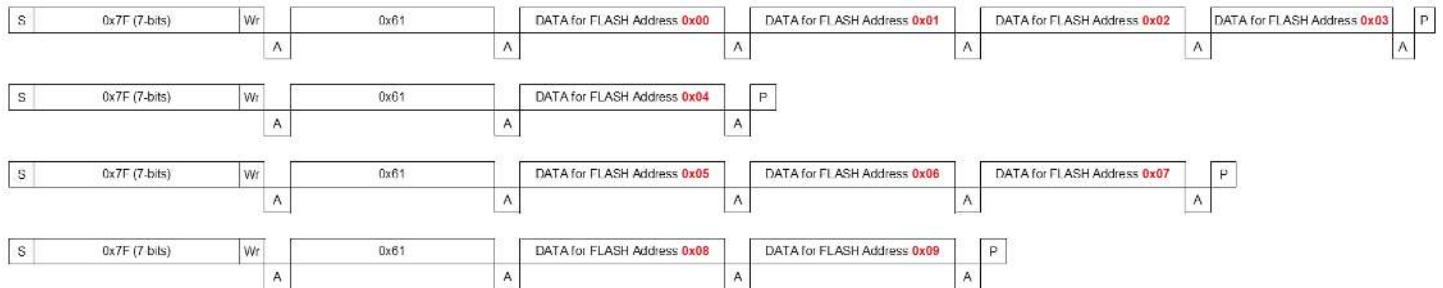 S 0x7F (7-bits) Wr 0x61 DATA for FLASH Address 0x00 DATA for FLASH Address 0x01 DATA for FLASH Address 0x02 DATA for FLASH Address 0x03 P
A A A A A A
S 0x7F (7-bits) Wr 0x61 DATA for FLASH Address 0x04 P
A A A
S 0x7F (7-bits) Wr 0x61 DATA for FLASH Address 0x05 DATA for FLASH Address 0x06 DATA for FLASH Address 0x07 P
A A A A A
S 0x7F (7-bits) Wr 0x61 DATA for FLASH Address 0x08 DATA for FLASH Address 0x09 P
A A A A